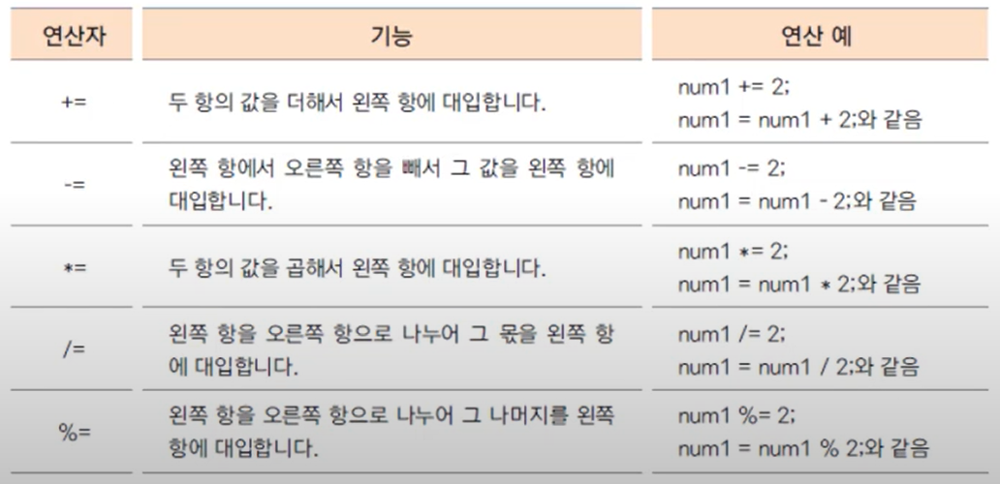 연산자 기능 연산 예
+= 두 항의 값을 더해서 왼쪽 항에 대입합니다. num1 += 2;
num1 = num1 + 2;와 같음
-= 왼쪽 항에서 오른쪽 항을 빼서 그 값을 왼쪽 항에
대입합니다.
num1 -= 2;
num1 = num1 - 2;와 같음
*= 두 항의 값을 곱해서 왼쪽 항에 대입합니다. num1 *= 2;
num1 = num1 * 2;와 같음
/= 왼쪽 항을 오른쪽 항으로 나누어 그 몫을 왼쪽 항
에 대입합니다.
num1 /= 2;
num1 = num1 / 2;와 같음
%= 왼쪽 항을 오른쪽 항으로 나누어 그 나머지를 왼쪽
항에 대입합니다.
num1 %= 2;
num1 = num1 % 2;와 같음